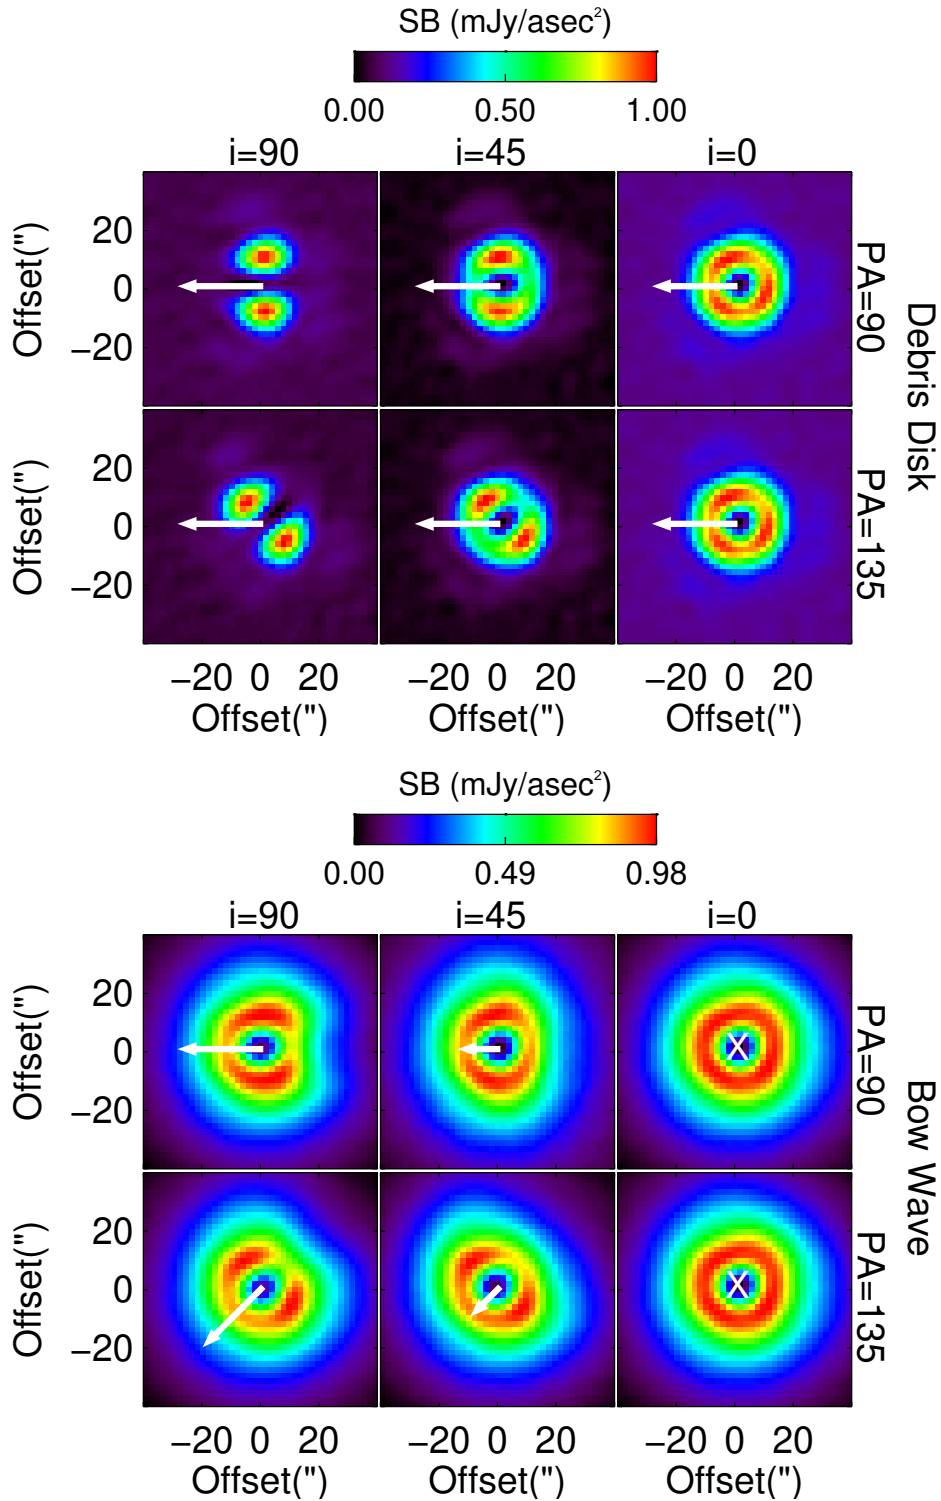 SB (mJy/asec²)
0.00 0.50 1.00
i=90 i=45 i=0
Offset(") 20 0 −20 PA=90
Debris Disk
Offset(") 20 0 −20 PA=135
−20 0 20 −20 0 20 −20 0 20
Offset(") Offset(") Offset(")
SB (mJy/asec²)
0.00 0.49 0.98
i=90 i=45 i=0
Offset(") 20 0 −20 X PA=90
Bow Wave
Offset(") 20 0 −20 X PA=135
−20 0 20 −20 0 20 −20 0 20
Offset(") Offset(") Offset(")